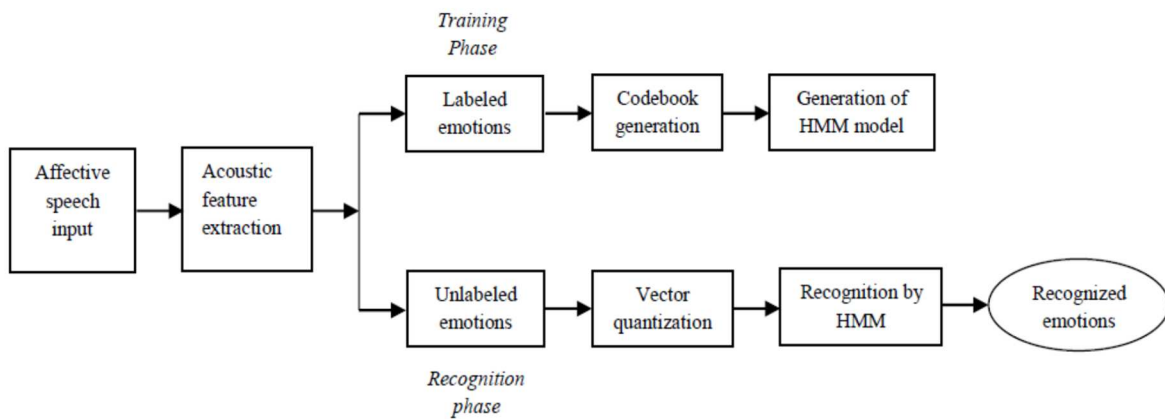 Training
Phase
Labeled
emotions
Codebook
generation
Generation of
HMM model
Affective
speech
input
Acoustic
feature
extraction
Unlabeled
emotions
Vector
quantization
Recognition by
HMM
Recognized
emotions
Recognition
phase